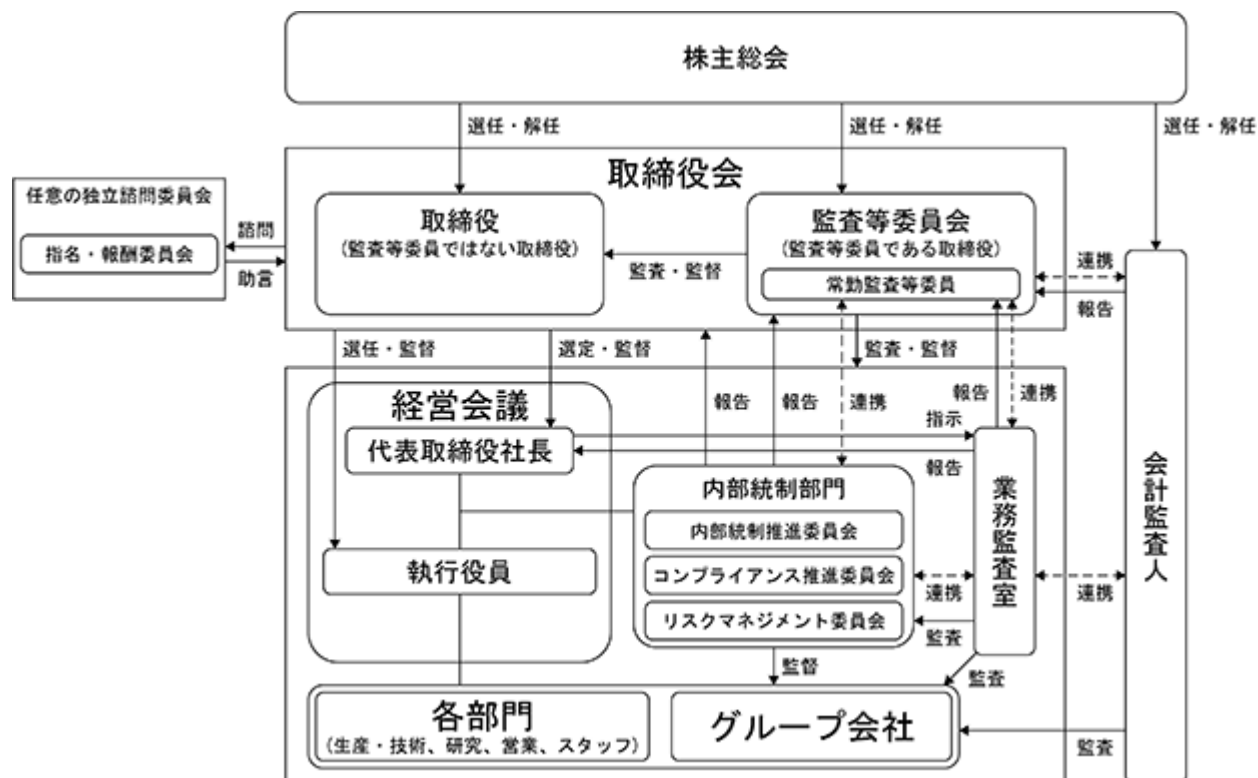 株主総会
選任・解任
選任・解任
選任・解任
取締役会
任意の独立諮問委員会
指名・報酬委員会
諮問
助言
取締役
(監査等委員ではない取締役)
監査・監督
監査等委員会
(監査等委員である取締役)
常勤監査等委員
連携
報告
選任・監督
選定・監督
監査・監督
報告
報告
連携
報告
連携
経営会議
代表取締役社長
指示
報告
執行役員
内部統制部門
内部統制推進委員会
コンプライアンス推進委員会
リスクマネジメント委員会
業務監査室
会計監査人
連携
監査
連携
監督
監査
各部門
(生産・技術、研究、営業、スタッフ)
グループ会社
監査